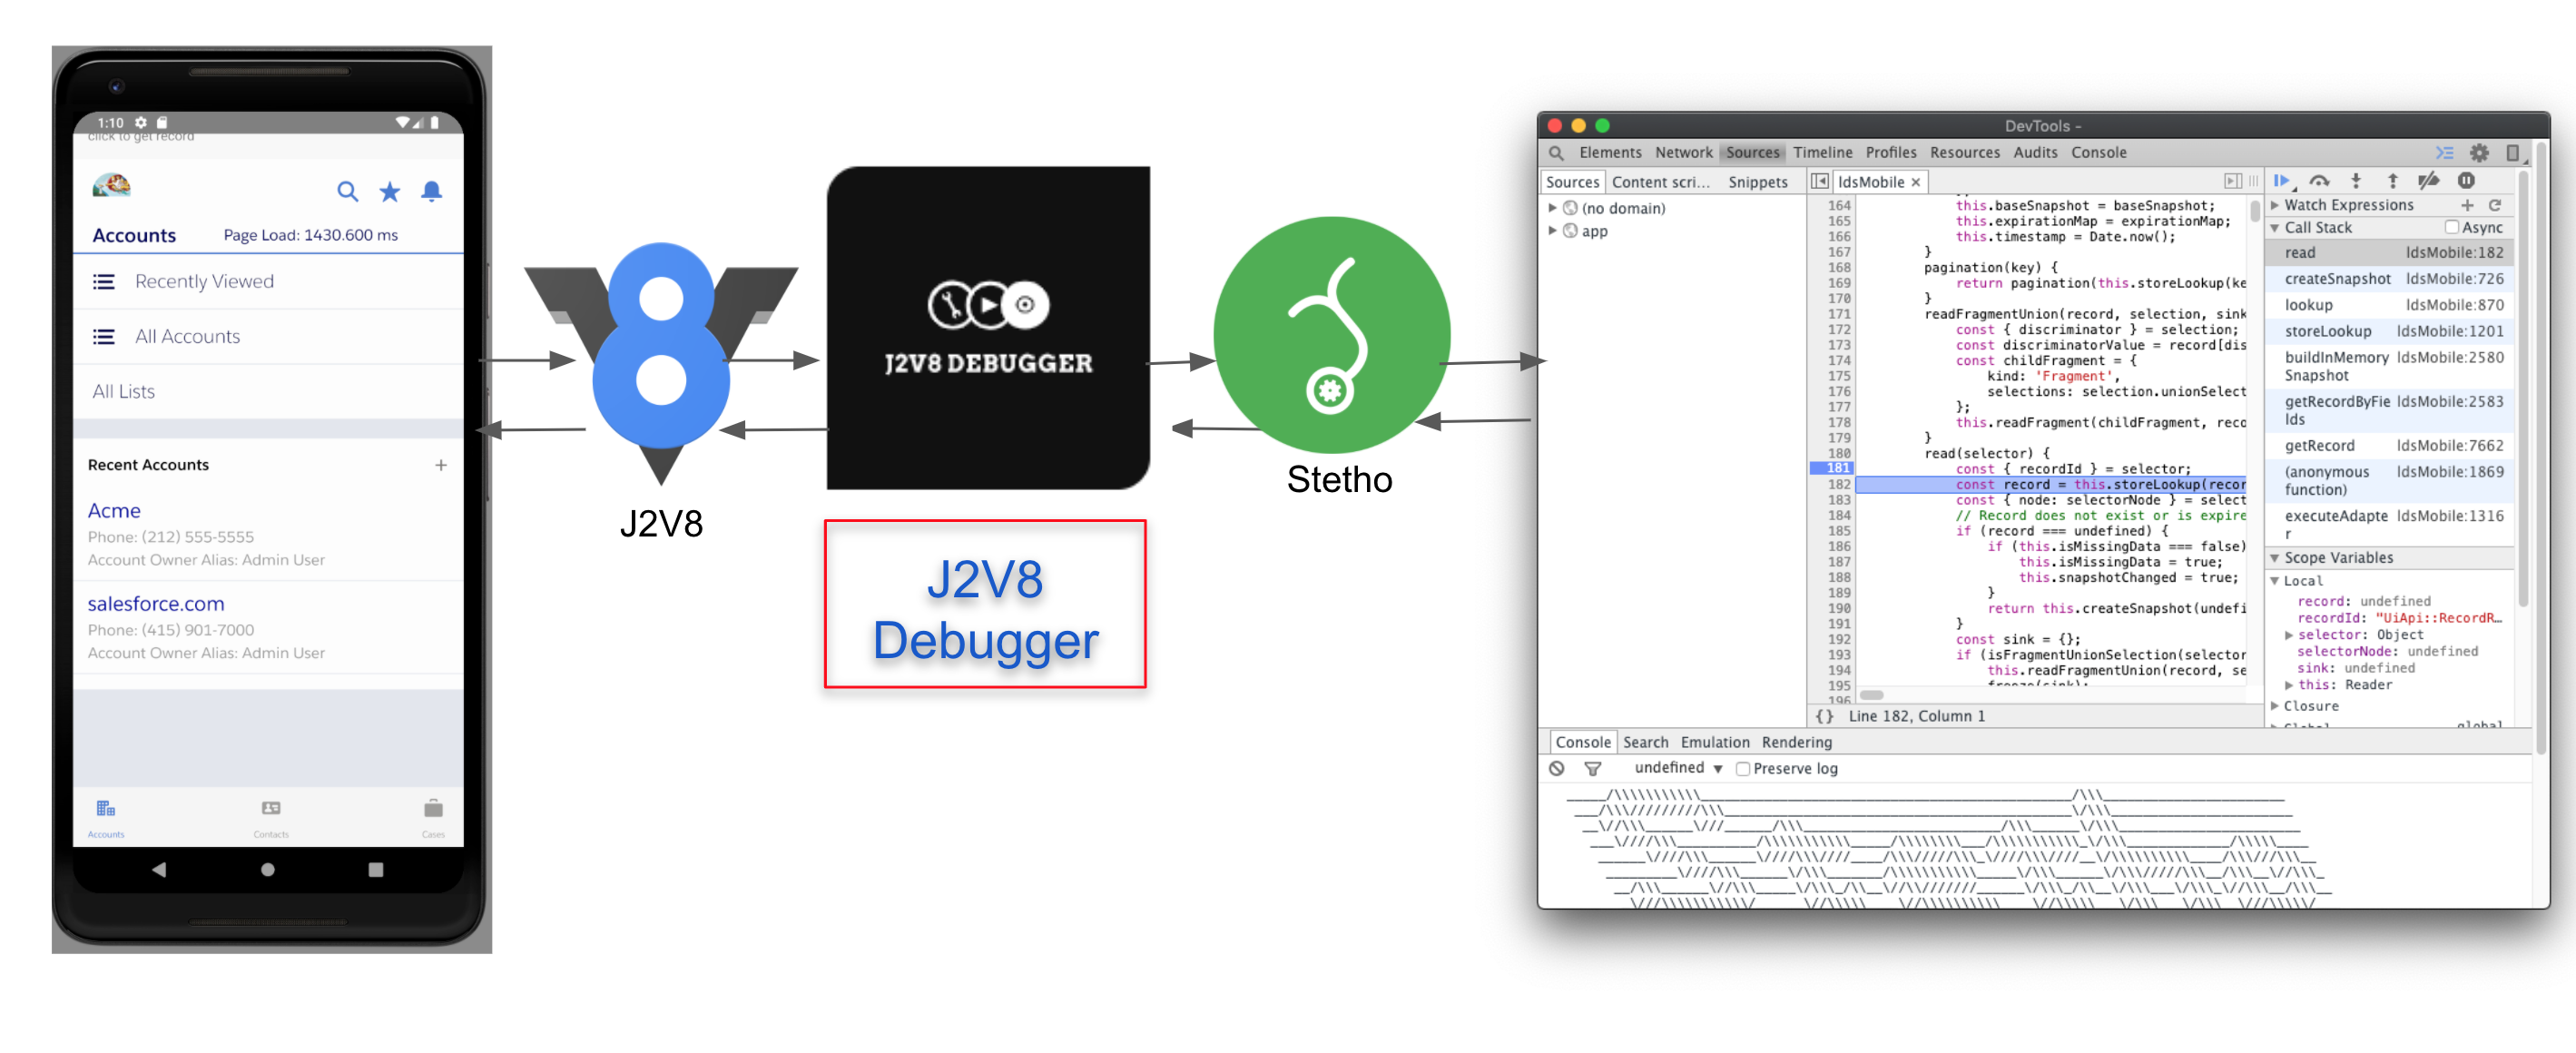 1:10
click to get record
Accounts
Page Load: 1430.600 ms
Recently Viewed
All Accounts
All Lists
Recent Accounts
+
Acme
Phone: (212) 555-5555
Account Owner Alias: Admin User
salesforce.com
Phone: (415) 901-7000
Account Owner Alias: Admin User
Accounts
Contacts
Cases
8
J2V8
J2V8 DEBUGGER
J2V8
Debugger
Stetho
DevTools -
Elements Network Sources Timeline Profiles Resources Audits Console
Sources Content scri... Snippets
(no domain)
app
ldsMobile ×
164 this.baseSnapshot = baseSnapshot;
165 this.expirationMap = expirationMap;
166 this.timestamp = Date.now();
167 }
168 pagination(key) {
169 return pagination(this.storeLookup(ke
170 }
171 readFragmentUnion(record, selection, sink
172 const { discriminator } = selection;
173 const discriminatorValue = record[dis
174 const childFragment = {
175 kind: 'Fragment',
176 selections: selection.unionSelect
177 };
178 this.readFragment(childFragment, reco
179 }
180 read(selector) {
181 const { recordId } = selector;
182 const record = this.storeLookup(recor
183 const { node: selectorNode } = select
184 // Record does not exist or is expire
185 if (record === undefined) {
186 if (this.isMissingData === false)
187 this.isMissingData = true;
188 this.snapshotChanged = true;
189 }
190 return this.createSnapshot(undefi
191 }
192 const sink = {};
193 if (isFragmentUnionSelection(selector
194 this.readFragmentUnion(record, se
195 freeze(sink);
196
{} Line 182, Column 1
Watch Expressions
Call Stack Async
read ldsMobile:182
createSnapshot ldsMobile:726
lookup ldsMobile:870
storeLookup ldsMobile:1201
buildInMemory ldsMobile:2580
Snapshot
getRecordByFie ldsMobile:2583
lds
getRecord ldsMobile:7662
(anonymous ldsMobile:1869
function)
executeAdapte ldsMobile:1316
r
Scope Variables
Local
record: undefined
recordId: "UiApi::RecordR…
selector: Object
selectorNode: undefined
sink: undefined
this: Reader
Closure
Global global
Console Search Emulation Rendering
undefined Preserve log